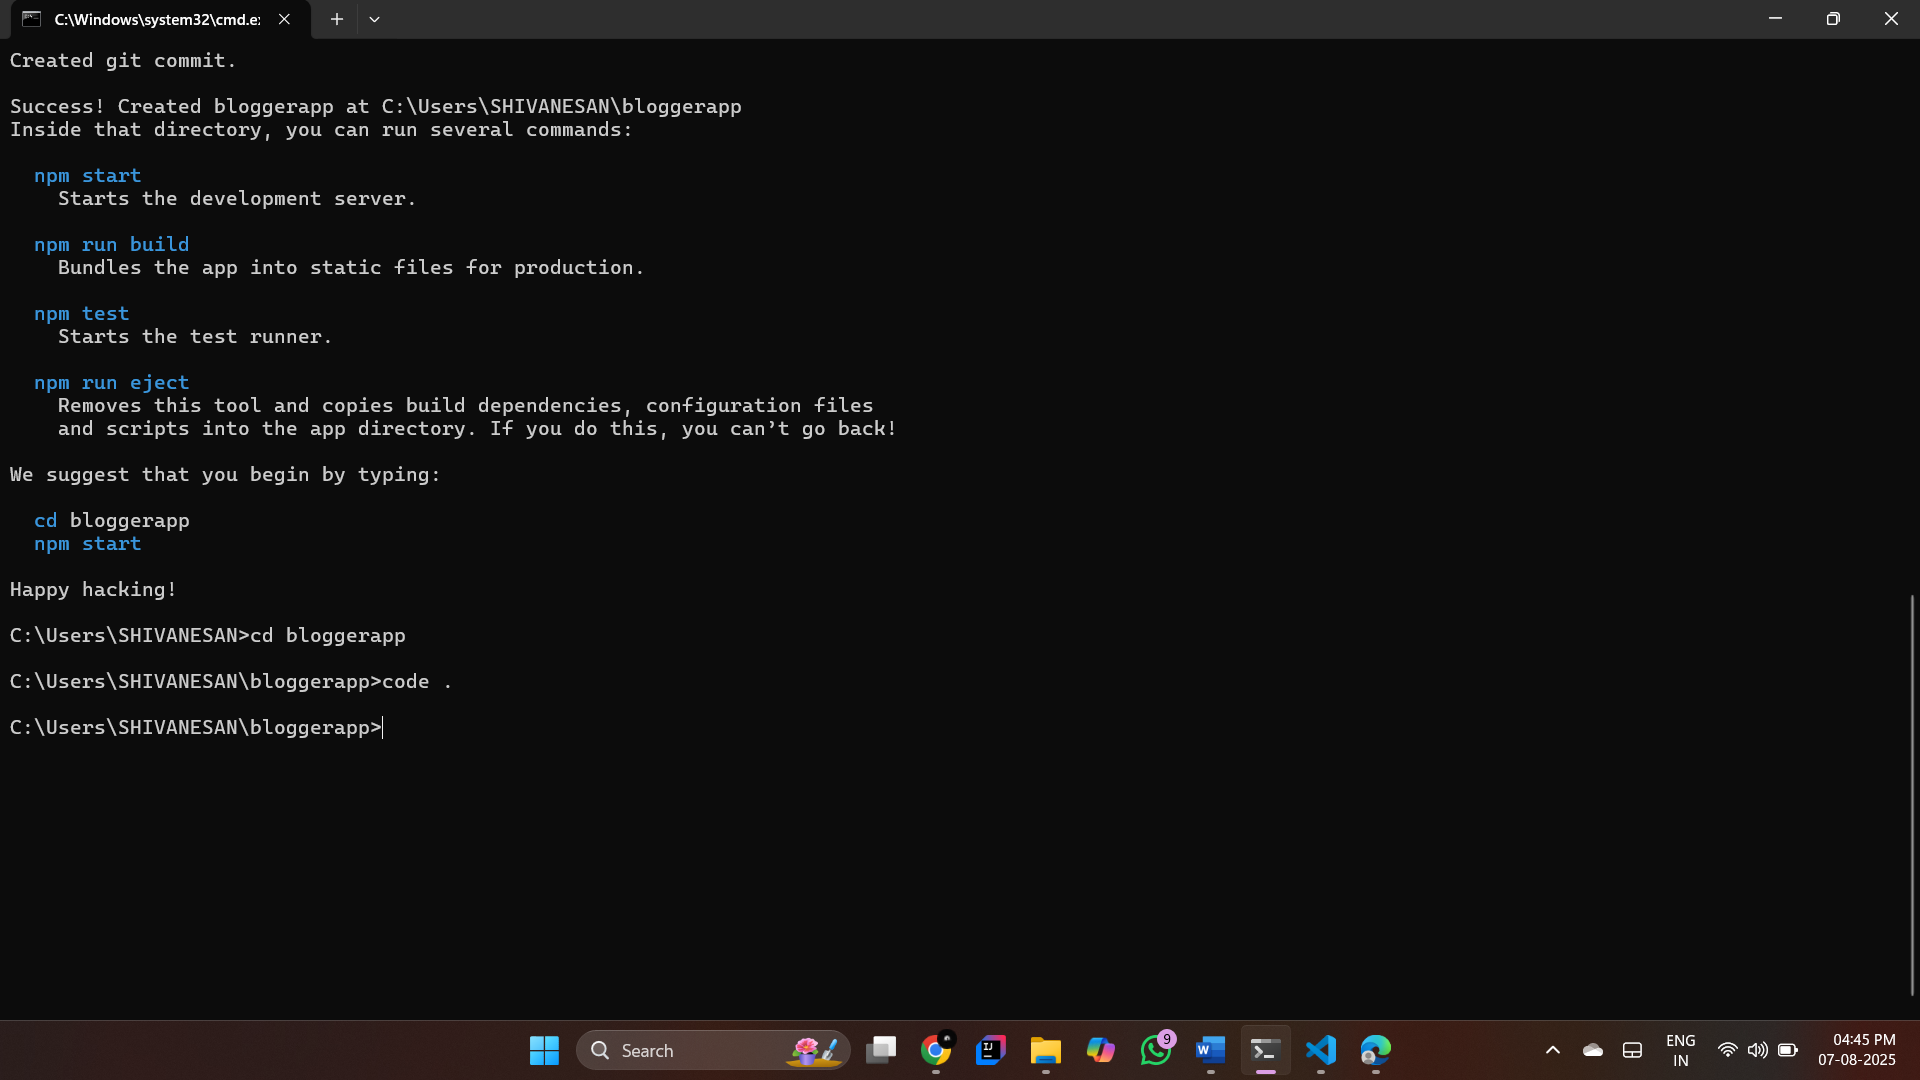 C:\Windows\system32\cmd.e
Created git commit.
Success! Created bloggerapp at C:\Users\SHIVANESAN\bloggerapp
Inside that directory, you can run several commands:
npm start
Starts the development server.
npm run build
Bundles the app into static files for production.
npm test
Starts the test runner.
npm run eject
Removes this tool and copies build dependencies, configuration files
and scripts into the app directory. If you do this, you can’t go back!
We suggest that you begin by typing:
cd bloggerapp
npm start
Happy hacking!
C:\Users\SHIVANESAN>cd bloggerapp
C:\Users\SHIVANESAN\bloggerapp>code .
C:\Users\SHIVANESAN\bloggerapp>
Search
IJ
9
W
ENG
IN
04:45 PM
07-08-2025